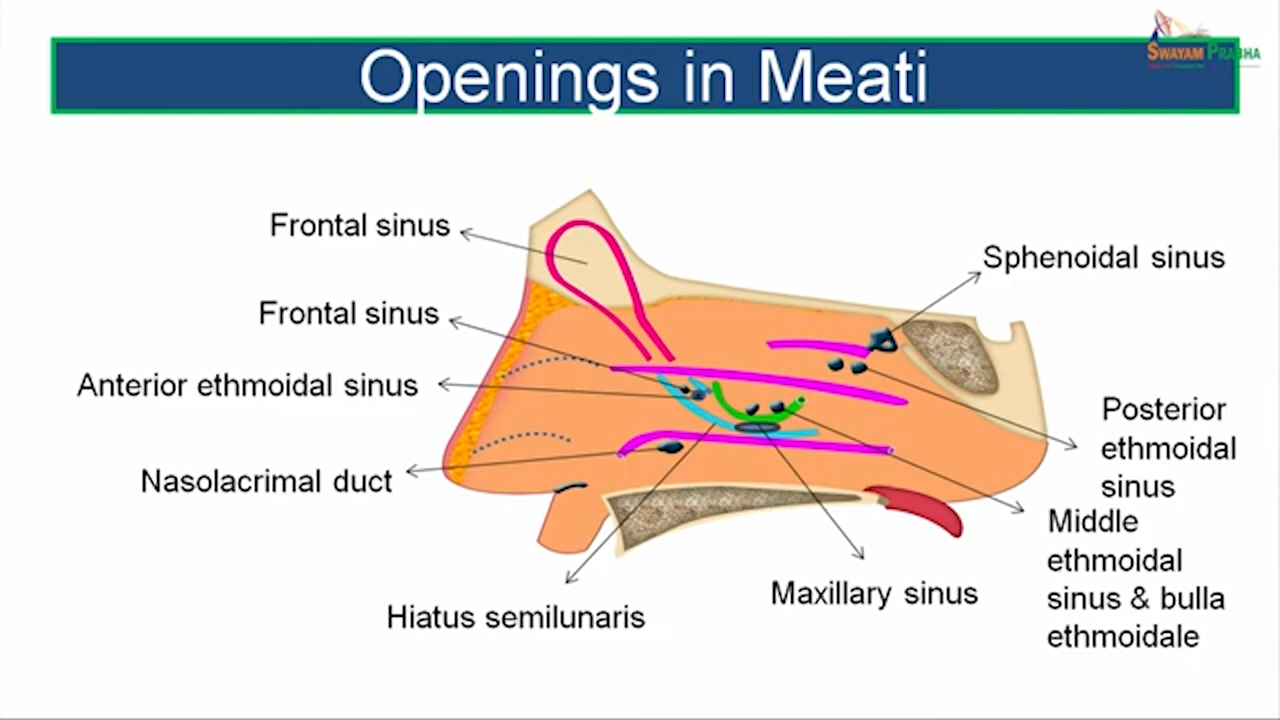 Openings in Meati
SWAYAM PRABHA
Frontal sinus
Sphenoidal sinus
Frontal sinus
Anterior ethmoidal sinus
Posterior
ethmoidal
sinus
Nasolacrimal duct
Middle
ethmoidal
sinus & bulla
ethmoidale
Maxillary sinus
Hiatus semilunaris